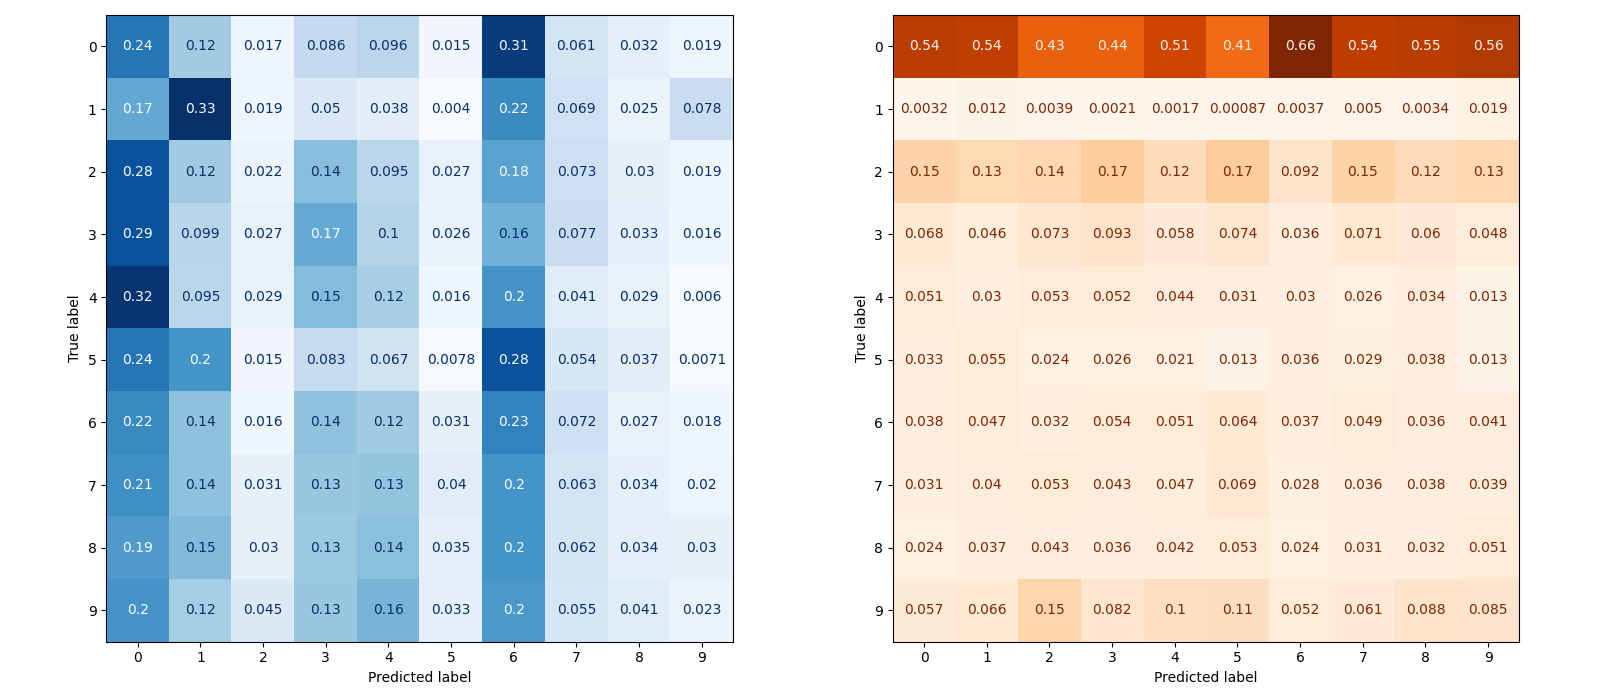 0 0.24 0.12 0.017 0.086 0.096 0.015 0.31 0.061 0.032 0.019
1 0.17 0.33 0.019 0.05 0.038 0.004 0.22 0.069 0.025 0.078
2 0.28 0.12 0.022 0.14 0.095 0.027 0.18 0.073 0.03 0.019
3 0.29 0.099 0.027 0.17 0.1 0.026 0.16 0.077 0.033 0.016
4 0.32 0.095 0.029 0.15 0.12 0.016 0.2 0.041 0.029 0.006
True label
5 0.24 0.2 0.015 0.083 0.067 0.0078 0.28 0.054 0.037 0.0071
6 0.22 0.14 0.016 0.14 0.12 0.031 0.23 0.072 0.027 0.018
7 0.21 0.14 0.031 0.13 0.13 0.04 0.2 0.063 0.034 0.02
8 0.19 0.15 0.03 0.13 0.14 0.035 0.2 0.062 0.034 0.03
9 0.2 0.12 0.045 0.13 0.16 0.033 0.2 0.055 0.041 0.023
0 1 2 3 4 5 6 7 8 9
Predicted label
0 0.54 0.54 0.43 0.44 0.51 0.41 0.66 0.54 0.55 0.56
1 0.0032 0.012 0.0039 0.0021 0.0017 0.00087 0.0037 0.005 0.0034 0.019
2 0.15 0.13 0.14 0.17 0.12 0.17 0.092 0.15 0.12 0.13
3 0.068 0.046 0.073 0.093 0.058 0.074 0.036 0.071 0.06 0.048
4 0.051 0.03 0.053 0.052 0.044 0.031 0.03 0.026 0.034 0.013
True label
5 0.033 0.055 0.024 0.026 0.021 0.013 0.036 0.029 0.038 0.013
6 0.038 0.047 0.032 0.054 0.051 0.064 0.037 0.049 0.036 0.041
7 0.031 0.04 0.053 0.043 0.047 0.069 0.028 0.036 0.038 0.039
8 0.024 0.037 0.043 0.036 0.042 0.053 0.024 0.031 0.032 0.051
9 0.057 0.066 0.15 0.082 0.1 0.11 0.052 0.061 0.088 0.085
0 1 2 3 4 5 6 7 8 9
Predicted label